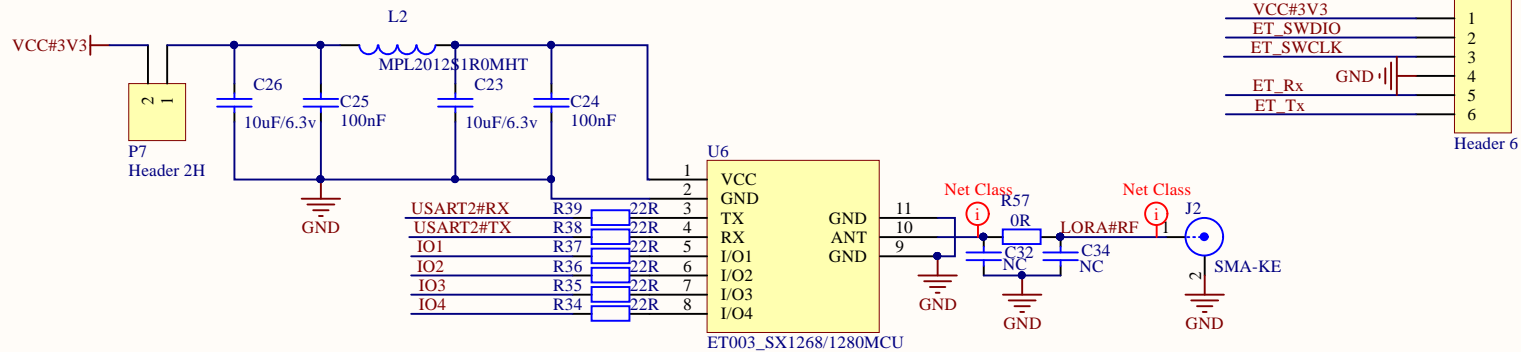 L2
VCC#3V3
MPL2012S1R0MHT
C26
10uF/6.3v
C25
100nF
C23
10uF/6.3v
C24
100nF
2
1
P7
Header 2H
GND
VCC#3V3
1
ET_SWDIO
2
ET_SWCLK
3
GND
4
ET_Rx
5
ET_Tx
6
Header 6
U6
1
VCC
2
GND
USART2#RX
R39
22R
3
TX
USART2#TX
R38
22R
4
RX
IO1
R37
22R
5
I/O1
IO2
R36
22R
6
I/O2
IO3
R35
22R
7
I/O3
IO4
R34
22R
8
I/O4
GND
11
ANT
10
GND
9
ET003_SX1268/1280MCU
GND
Net Class
i
R57
0R
C32
NC
C34
NC
GND
LORA#RF
Net Class
i
J2
1
SMA-KE
2
GND